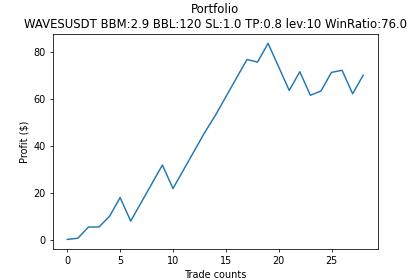 Portfolio
WAVESUSDT BBM:2.9 BBL:120 SL:1.0 TP:0.8 lev:10 WinRatio:76.0
80
60
40
20
0
Profit ($)
0 5 10 15 20 25
Trade counts